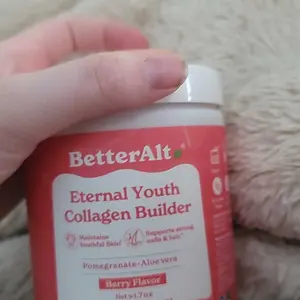 BetterAlt
Eternal Youth
Collagen Builder
Maintains
Youthful Skin!
Supports strong
nails & hair
Pomegranate • Aloe vera
Berry Flavor